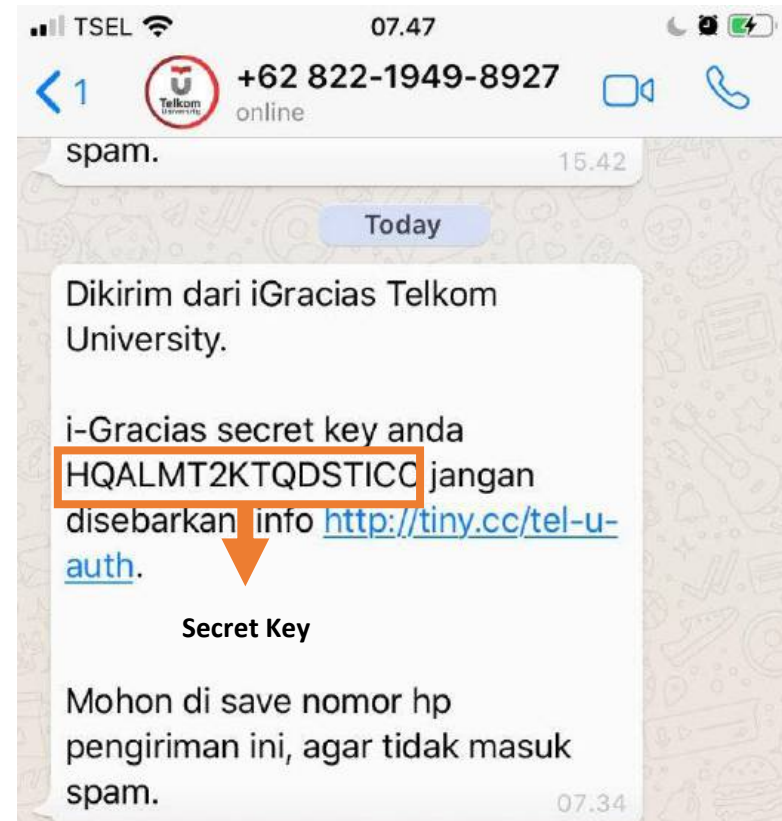 TSEL 07.47
1 +62 822-1949-8927
Telkom University online
spam. 15.42
Today
Dikirim dari iGracias Telkom
University.
i-Gracias secret key anda
HQALMT2KTQDSTICC jangan
disebarkan info http://tiny.cc/tel-u-
auth.
Secret Key
Mohon di save nomor hp
pengiriman ini, agar tidak masuk
spam. 07.34